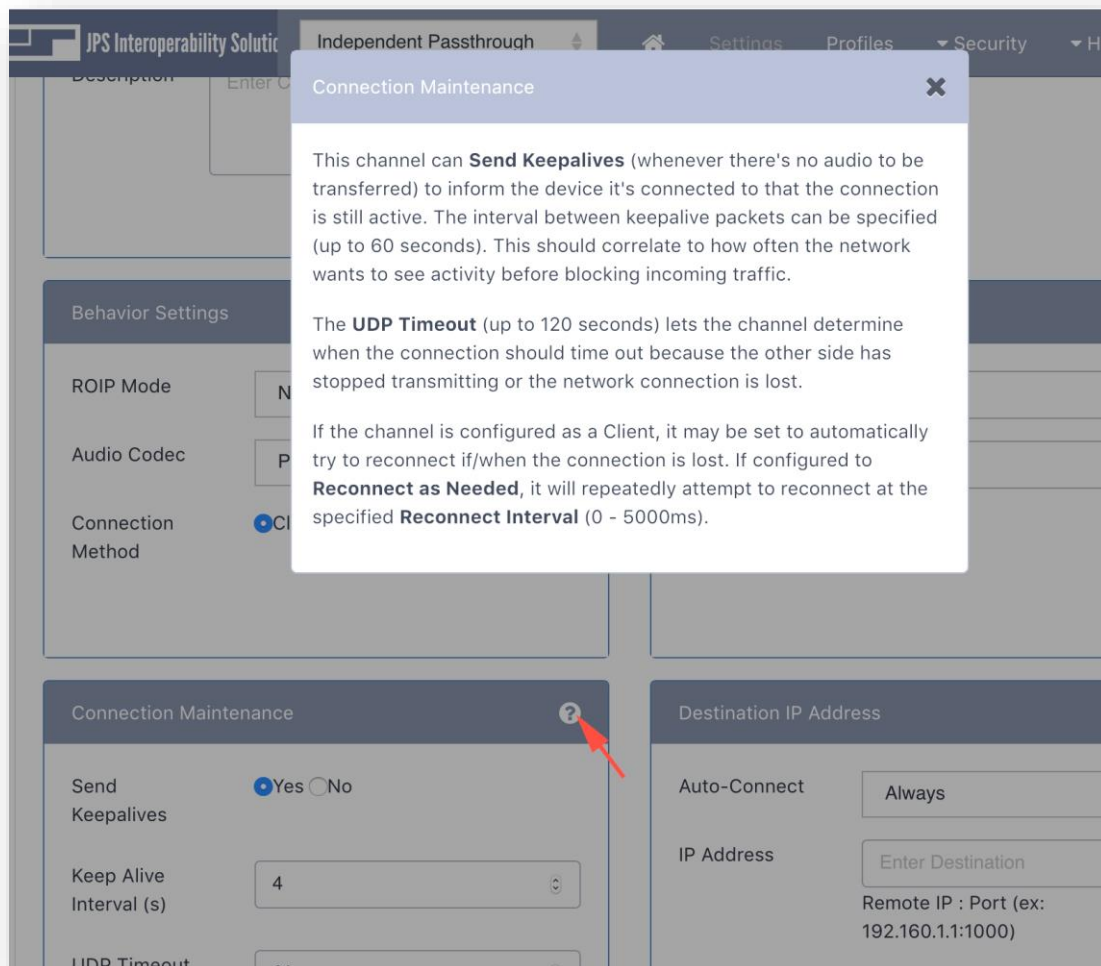 JPS Interoperability Solutic
Independent Passthrough
Settings
Profiles
Security
H
Description
Enter C
Connection Maintenance
This channel can Send Keepalives (whenever there's no audio to be
transferred) to inform the device it's connected to that the connection
is still active. The interval between keepalive packets can be specified
(up to 60 seconds). This should correlate to how often the network
wants to see activity before blocking incoming traffic.
The UDP Timeout (up to 120 seconds) lets the channel determine
when the connection should time out because the other side has
stopped transmitting or the network connection is lost.
If the channel is configured as a Client, it may be set to automatically
try to reconnect if/when the connection is lost. If configured to
Reconnect as Needed, it will repeatedly attempt to reconnect at the
specified Reconnect Interval (0 - 5000ms).
Behavior Settings
ROIP Mode
N
Audio Codec
P
Connection
Method
Cl
Connection Maintenance
?
Send
Keepalives
Yes No
Keep Alive
Interval (s)
4
UDP Timeout
Destination IP Address
Auto-Connect
Always
IP Address
Enter Destination
Remote IP : Port (ex:
192.160.1.1:1000)